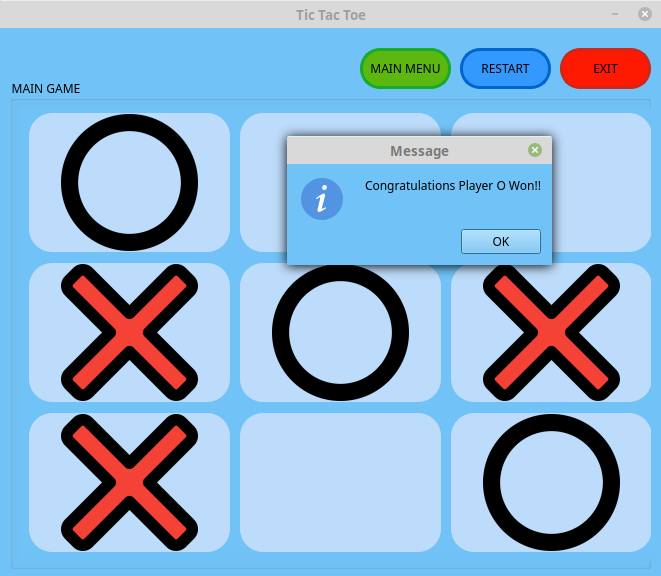 Tic Tac Toe
MAIN MENU
RESTART
EXIT
MAIN GAME
Message
i
Congratulations Player O Won!!
OK